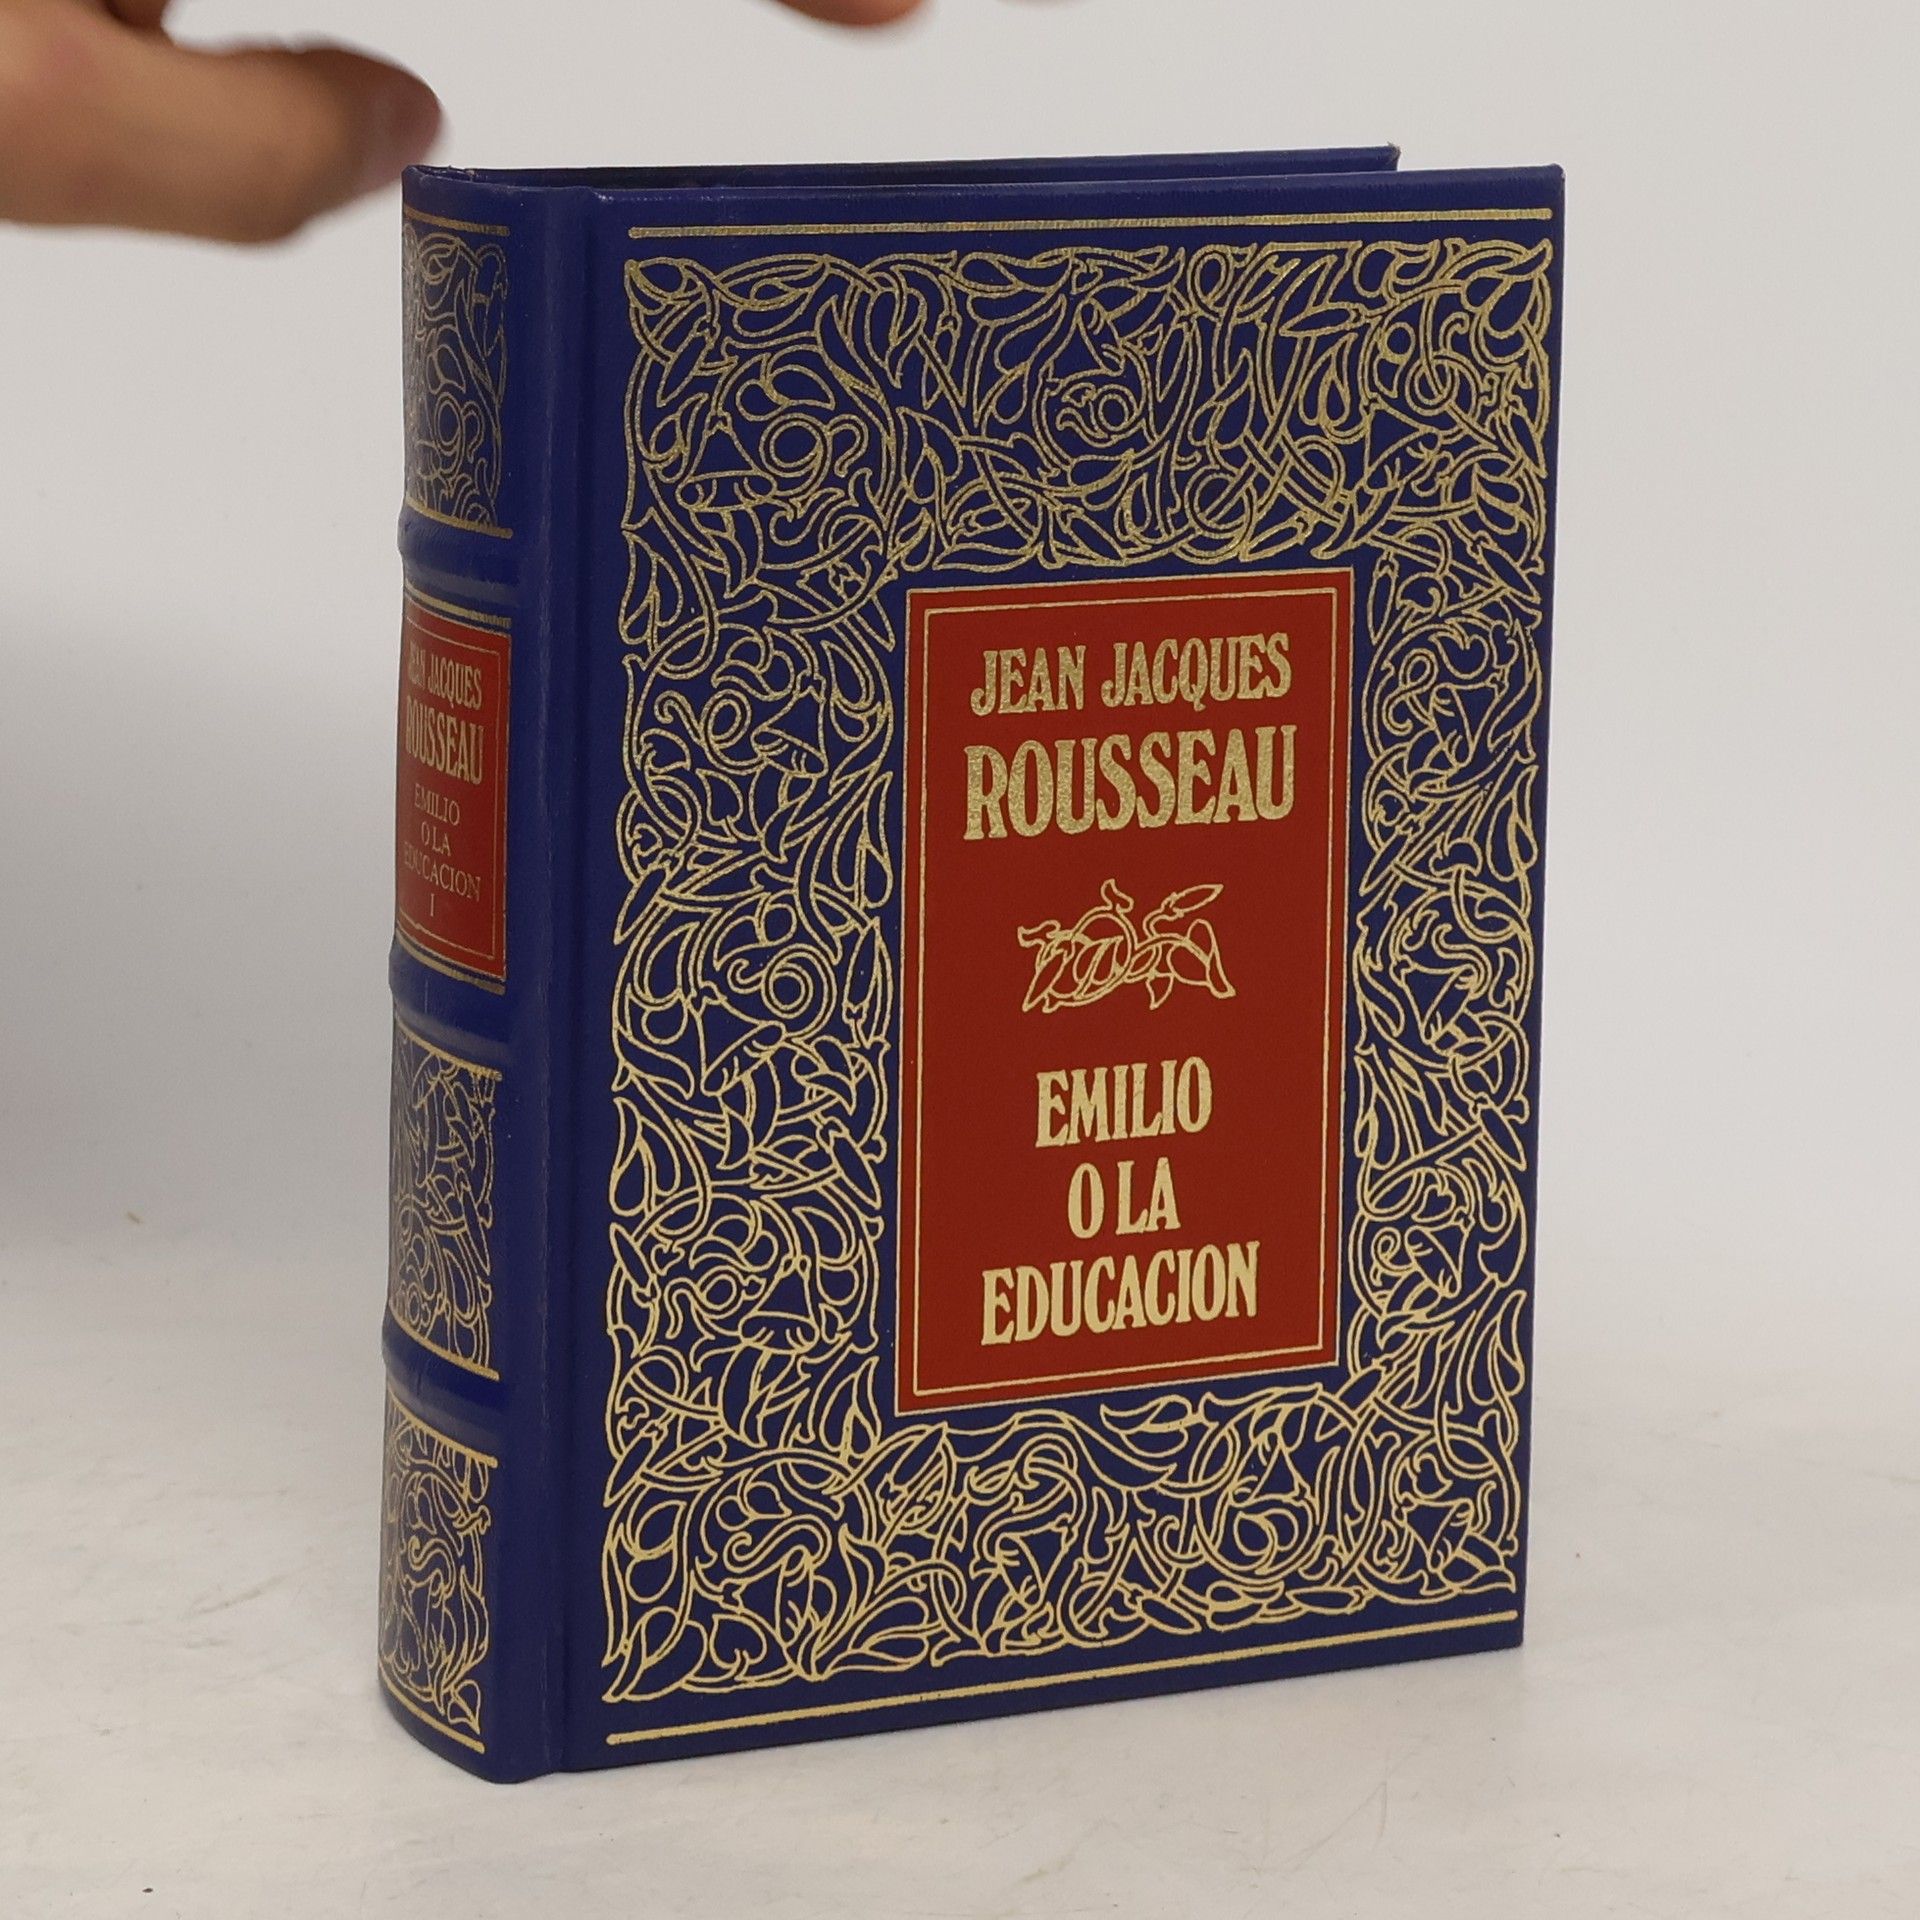 JEAN JACQUES
ROUSSEAU
EMILIO
O LA
EDUCACION
I
JEAN JACQUES
ROUSSEAU
EMILIO
O LA
EDUCACION